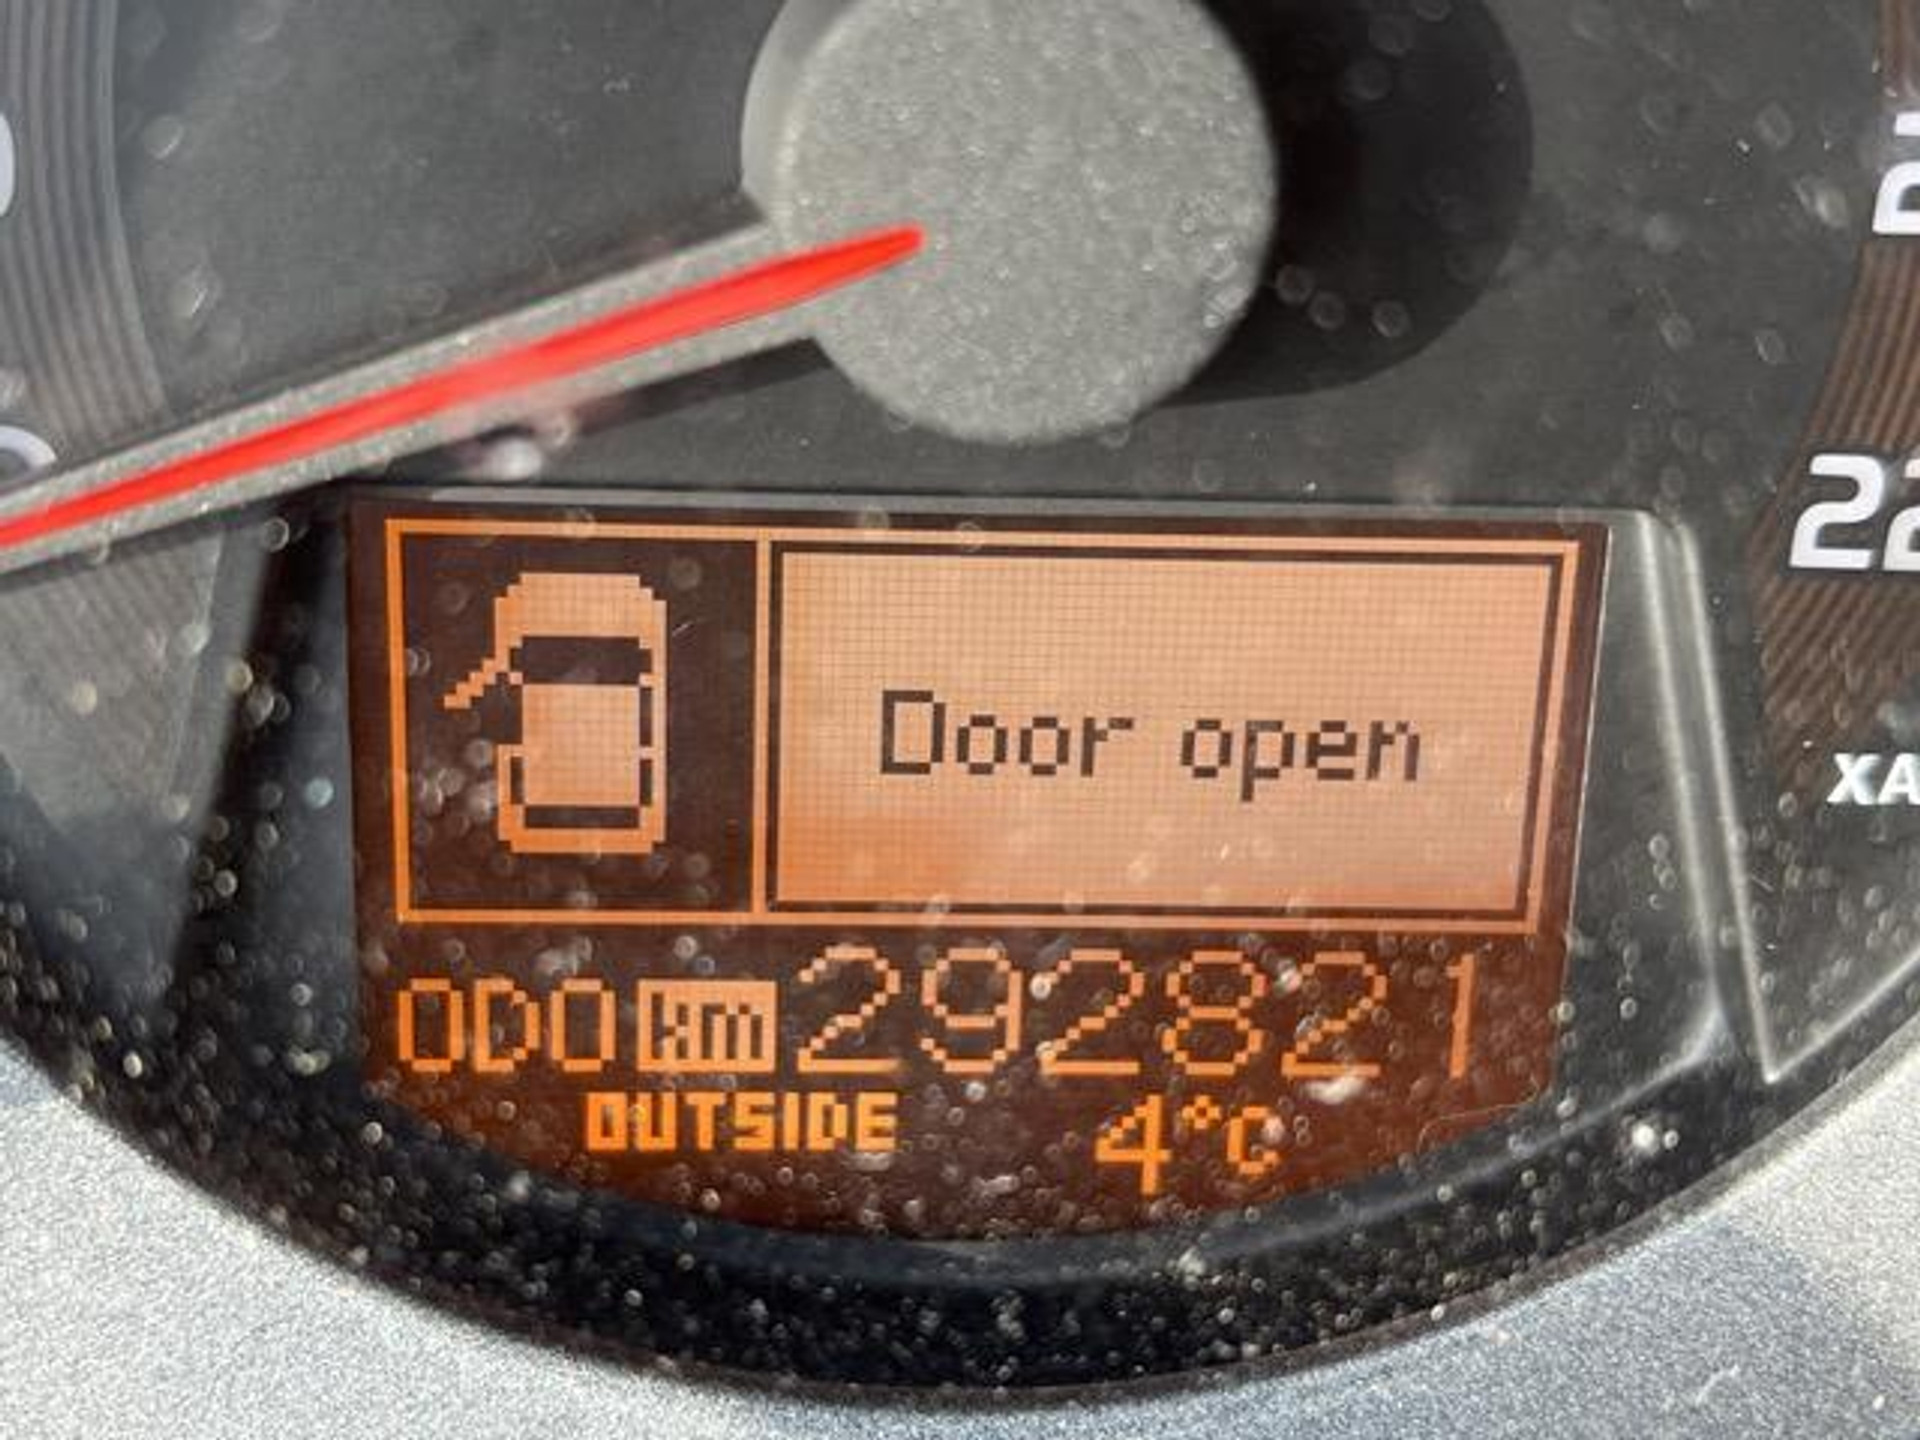 Door open
ODO km 292821
OUTSIDE 4°C